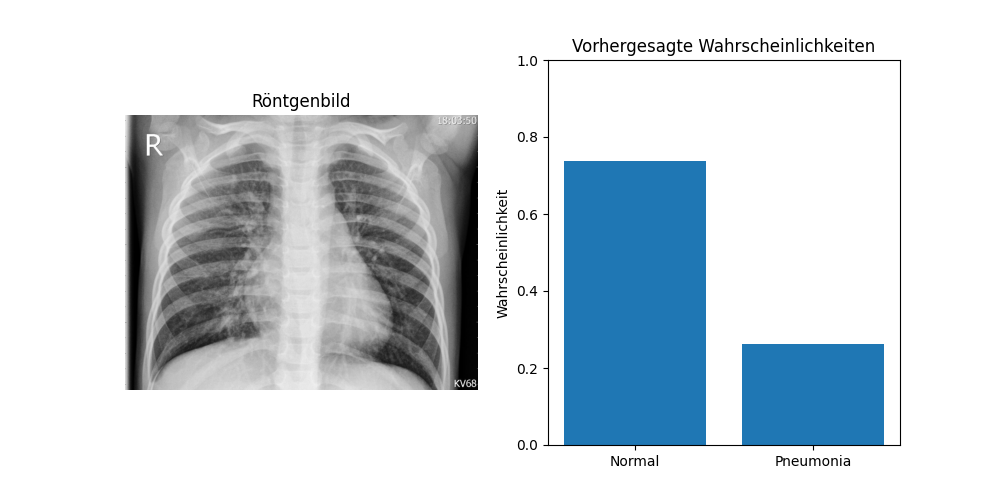 Röntgenbild
R
18:03:50
KV68
Vorhergesagte Wahrscheinlichkeiten
Wahrscheinlichkeit
1.0
0.8
0.6
0.4
0.2
0.0
Normal
Pneumonia